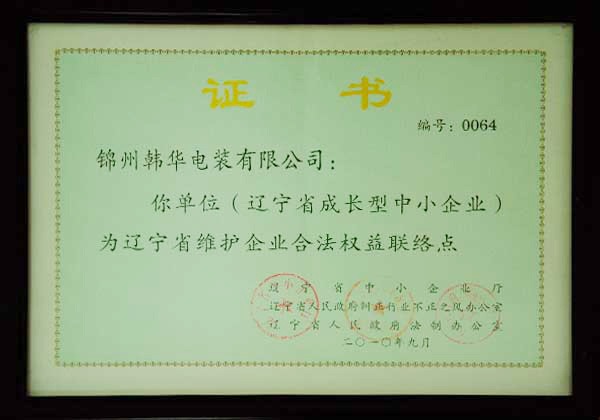 证 书
编号：0064
锦州韩华电装有限公司：
你单位（辽宁省成长型中小企业）
为辽宁省维护企业合法权益联络点
辽宁省中小企业厅
辽宁省人民政府纠正行业不正之风办公室
辽宁省人民政府法制办公室
二〇一〇年九月